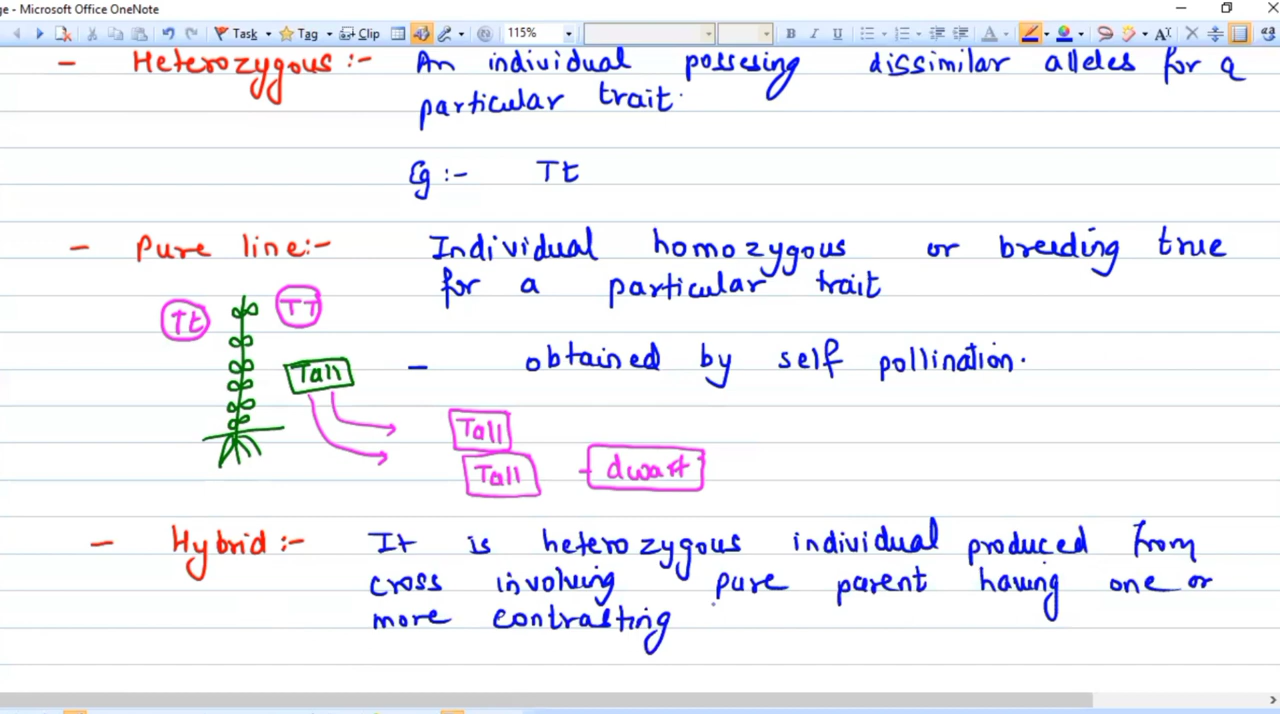 ge - Microsoft Office OneNote
Task Tag Clip 115% B I U A
- Heterozygous :- An individual possesing dissimilar alleles for a
particular trait.
Eg :- Tt
- Pure line:- Individual homozygous or breeding true
for a particular trait
Tt TT
Tall - obtained by self pollination.
Tall
Tall - dwarf
- Hybrid :- It is heterozygous individual produced from
cross involving pure parent having one or
more contrasting